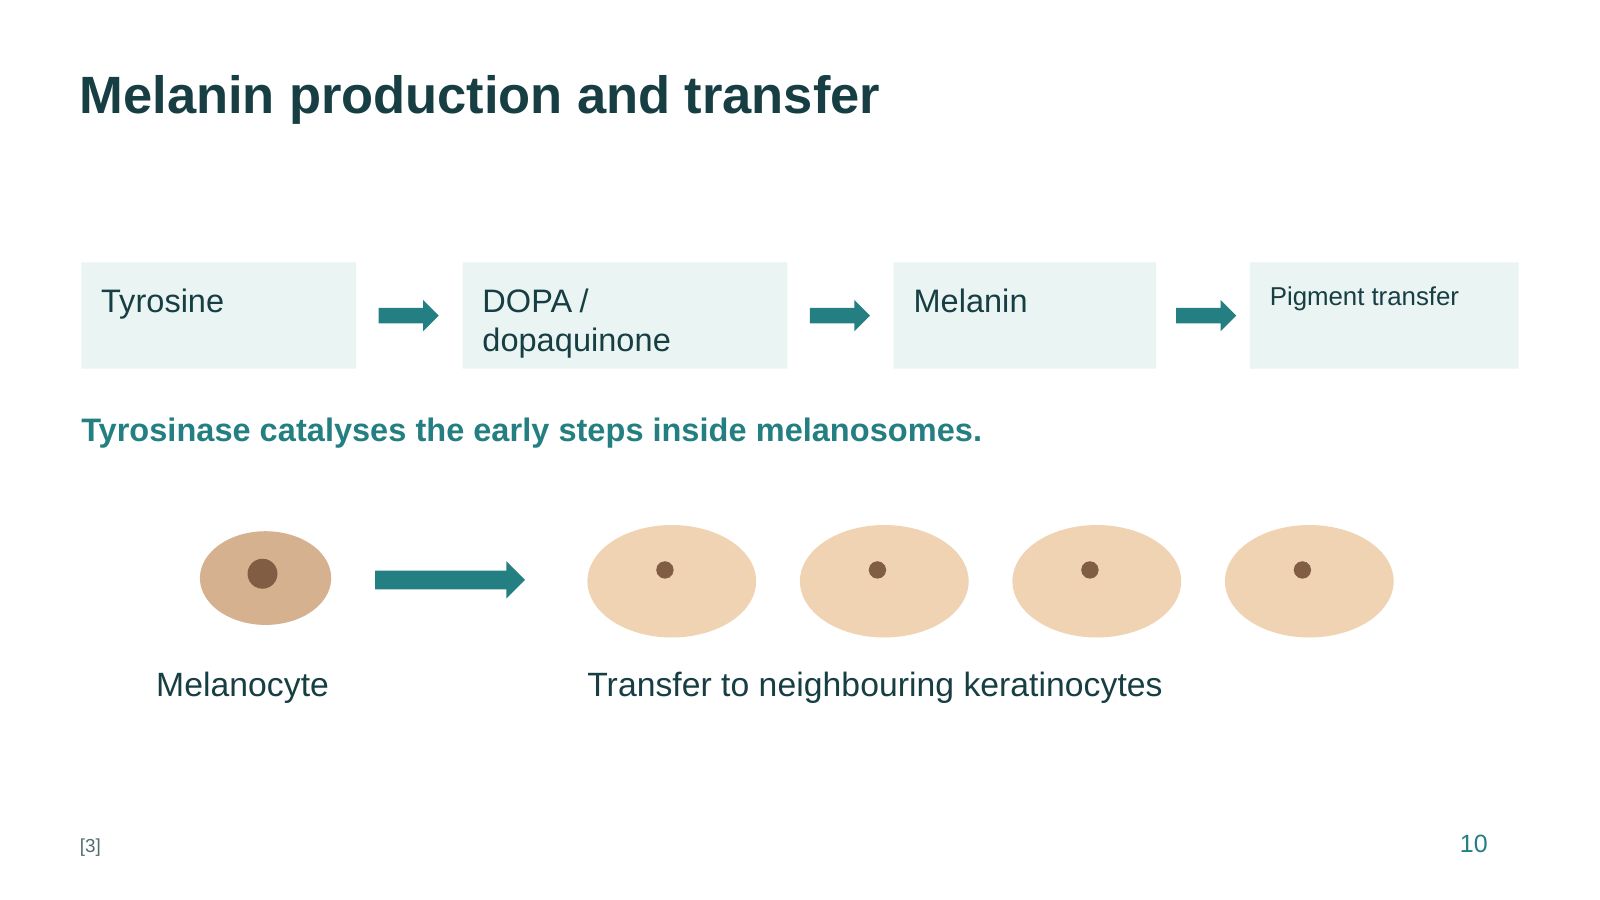 Melanin production and transfer
Tyrosine
DOPA /
dopaquinone
Melanin
Pigment transfer
Tyrosinase catalyses the early steps inside melanosomes.
Melanocyte
Transfer to neighbouring keratinocytes
[3]
10